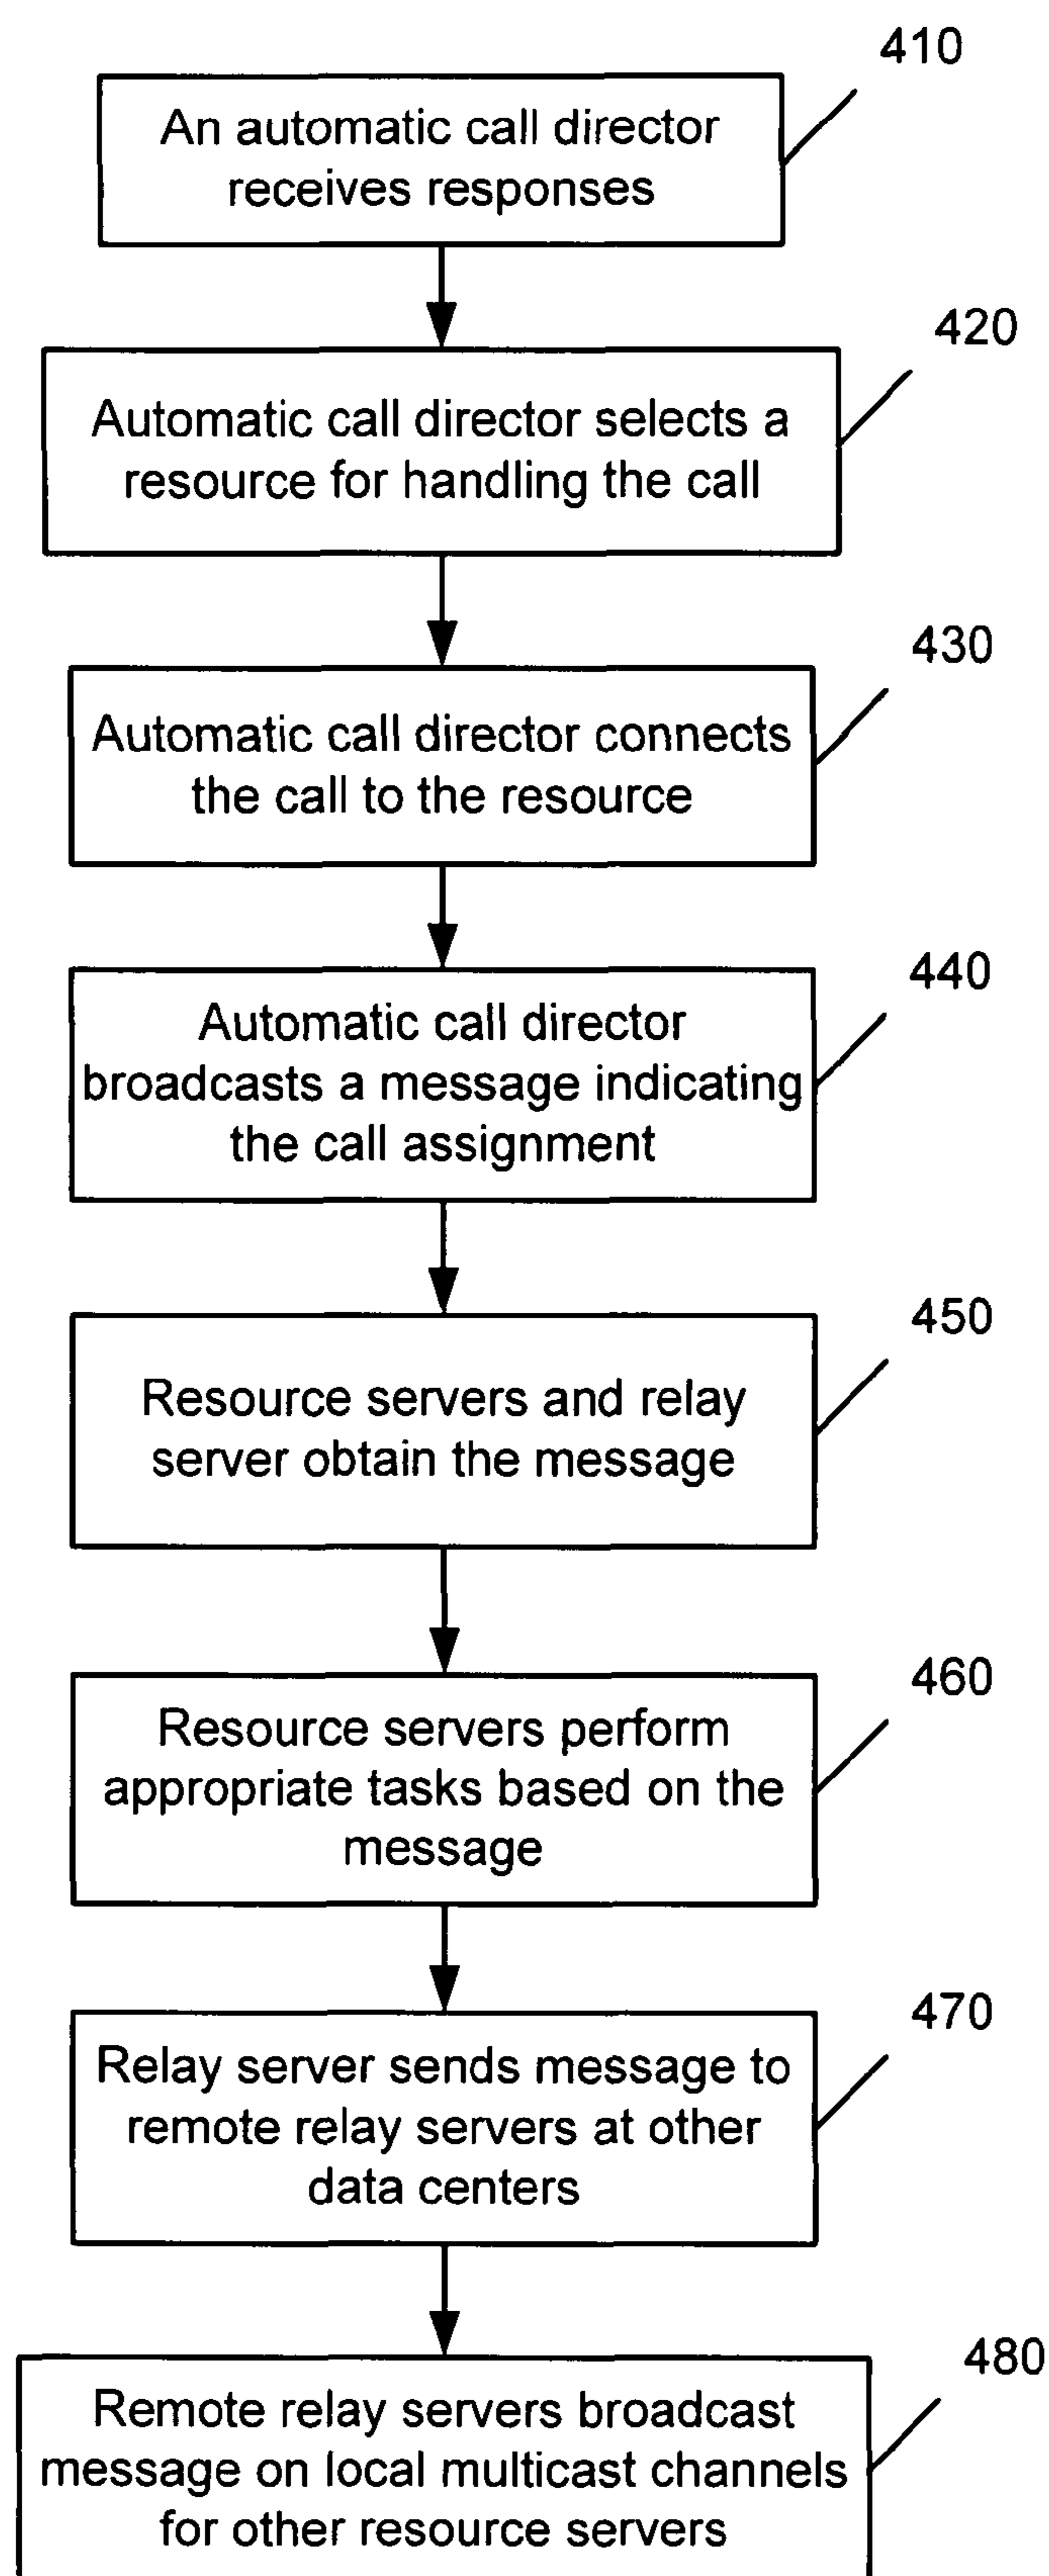 410
An automatic call director
receives responses
420
Automatic call director selects a
resource for handling the call
430
Automatic call director connects
the call to the resource
440
Automatic call director
broadcasts a message indicating
the call assignment
450
Resource servers and relay
server obtain the message
460
Resource servers perform
appropriate tasks based on the
message
470
Relay server sends message to
remote relay servers at other
data centers
480
Remote relay servers broadcast
message on local multicast channels
for other resource servers